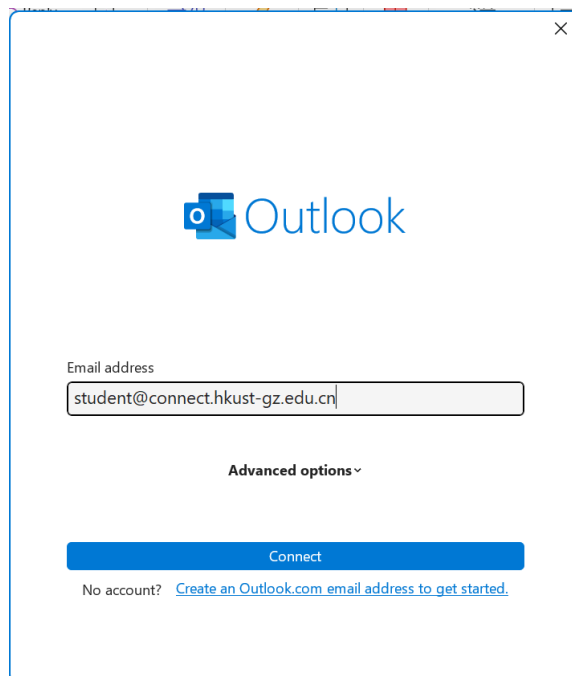 Outlook
Email address
student@connect.hkust-gz.edu.cn
Advanced options
Connect
No account? Create an Outlook.com email address to get started.